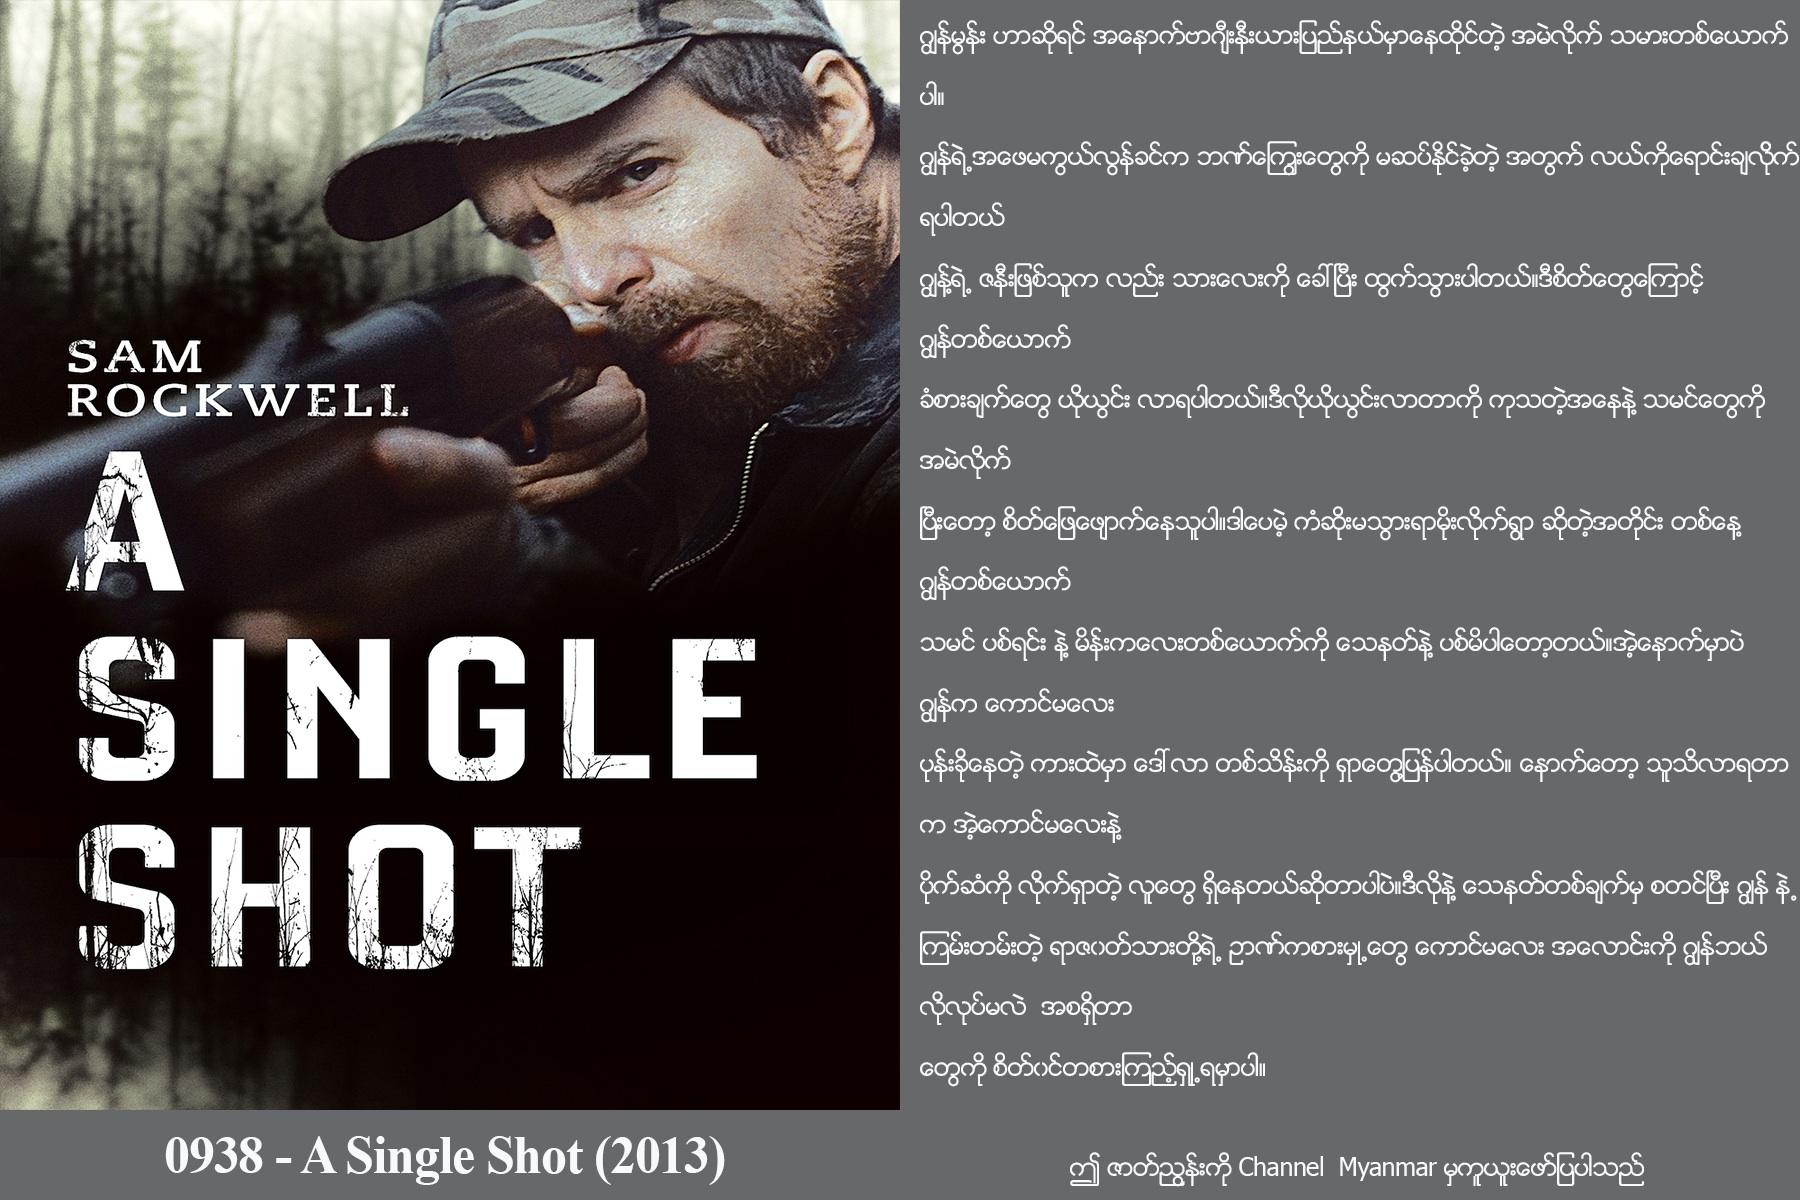 SAM
ROCKWELL
A
SINGLE
SHOT
0938 - A Single Shot (2013)
ဂျွန်မွန်း ဟာဆိုရင် အနောက်ဗာဂျီးနီးယားပြည်နယ်မှာနေထိုင်တဲ့ အမဲလိုက် သမားတစ်ယောက်
ပါ။
ဂျွန်ရဲ့အဖေမကွယ်လွန်ခင်က ဘဏ်ကြွေးတွေကို မဆပ်နိုင်ခဲ့တဲ့ အတွက် လယ်ကိုရောင်းချလိုက်
ရပါတယ်
ဂျွန့်ရဲ့ ဇနီးဖြစ်သူက လည်း သားလေးကို ခေါ်ပြီး ထွက်သွားပါတယ်။ဒီစိတ်တွေကြောင့်
ဂျွန်တစ်ယောက်
ခံစားချက်တွေ ယိုယွင်း လာရပါတယ်။ဒီလိုယိုယွင်းလာတာကို ကုသတဲ့အနေနဲ့ သမင်တွေကို
အမဲလိုက်
ပြီးတော့ စိတ်ဖြေဖျောက်နေသူပါ။ဒါပေမဲ့ ကံဆိုးမသွားရာမိုးလိုက်ရွာ ဆိုတဲ့အတိုင်း တစ်နေ့
ဂျွန်တစ်ယောက်
သမင် ပစ်ရင်း နဲ့ မိန်းကလေးတစ်ယောက်ကို သေနတ်နဲ့ ပစ်မိပါတော့တယ်။အဲ့နောက်မှာပဲ
ဂျွန်က ကောင်မလေး
ပုန်းခိုနေတဲ့ ကားထဲမှာ ဒေါ်လာ တစ်သိန်းကို ရှာတွေ့ပြန်ပါတယ်။ နောက်တော့ သူသိလာရတာ
က အဲ့ကောင်မလေးနဲ့
ပိုက်ဆံကို လိုက်ရှာတဲ့ လူတွေ ရှိနေတယ်ဆိုတာပါပဲ။ဒီလိုနဲ့ သေနတ်တစ်ချက်မှ စတင်ပြီး ဂျွန် နဲ့
ကြမ်းတမ်းတဲ့ ရာဇဝတ်သားတို့ရဲ့ ဉာဏ်ကစားမှု့တွေ ကောင်မလေး အလောင်းကို ဂျွန်ဘယ်
လိုလုပ်မလဲ အစရှိတာ
တွေကို စိတ်ဝင်တစားကြည့်ရှု့ရမှာပါ။
ဤ ဇာတ်ညွှန်းကို Channel Myanmar မှကူယူးဖော်ပြပါသည်